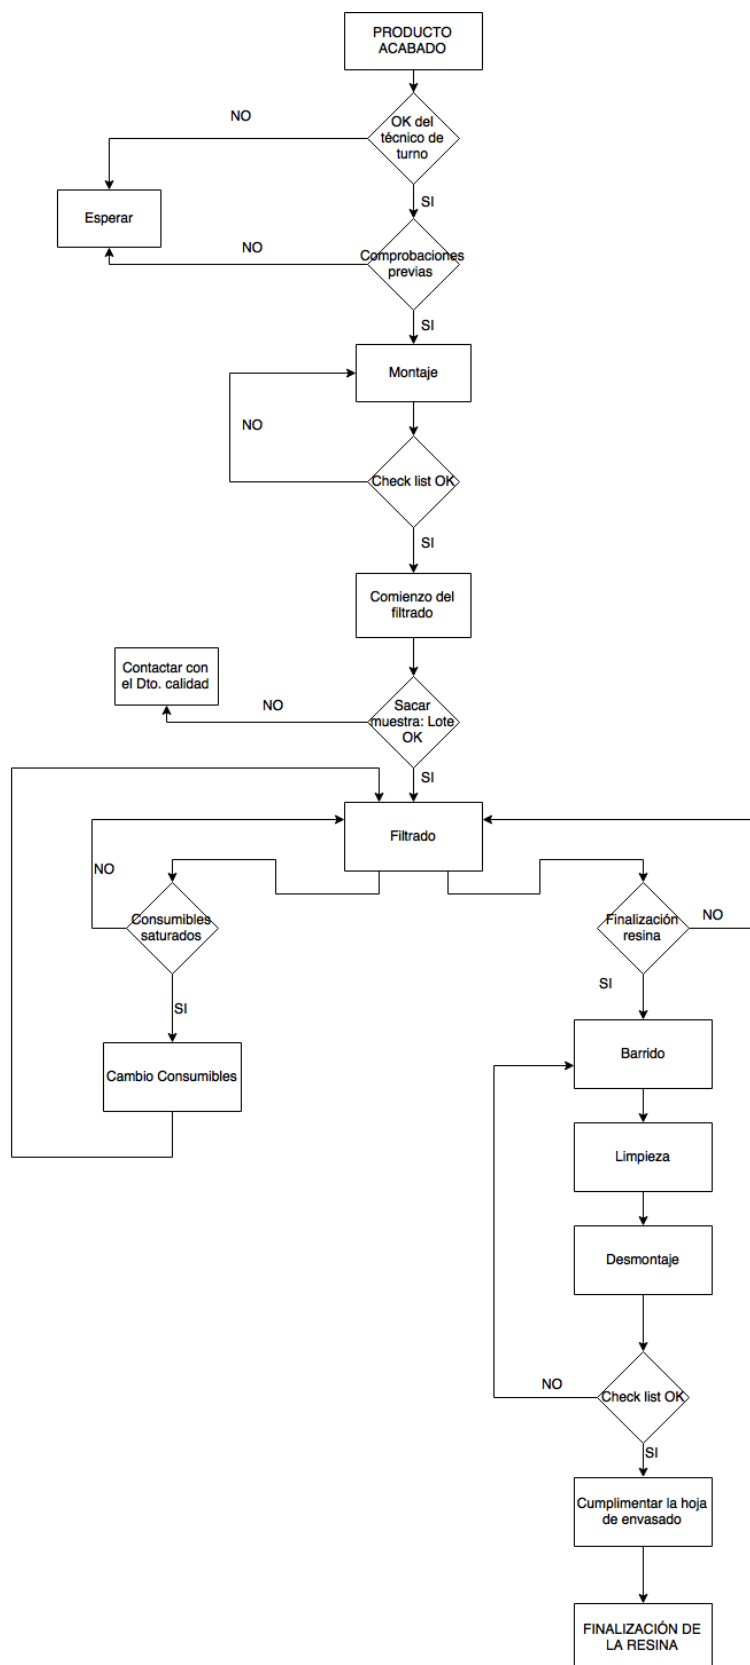 PRODUCTO
ACABADO
NO
OK del
técnico de
turno
SI
Esperar
NO
Comprobaciones
previas
SI
Montaje
NO
Check list OK
SI
Comienzo del
filtrado
Contactar con
el Dto. calidad
NO
Sacar
muestra: Lote
OK
SI
Filtrado
NO
Consumibles
saturados
Finalización
resina
NO
SI
SI
Cambio Consumibles
Barrido
Limpieza
Desmontaje
NO
Check list OK
SI
Cumplimentar la hoja
de envasado
FINALIZACIÓN DE
LA RESINA